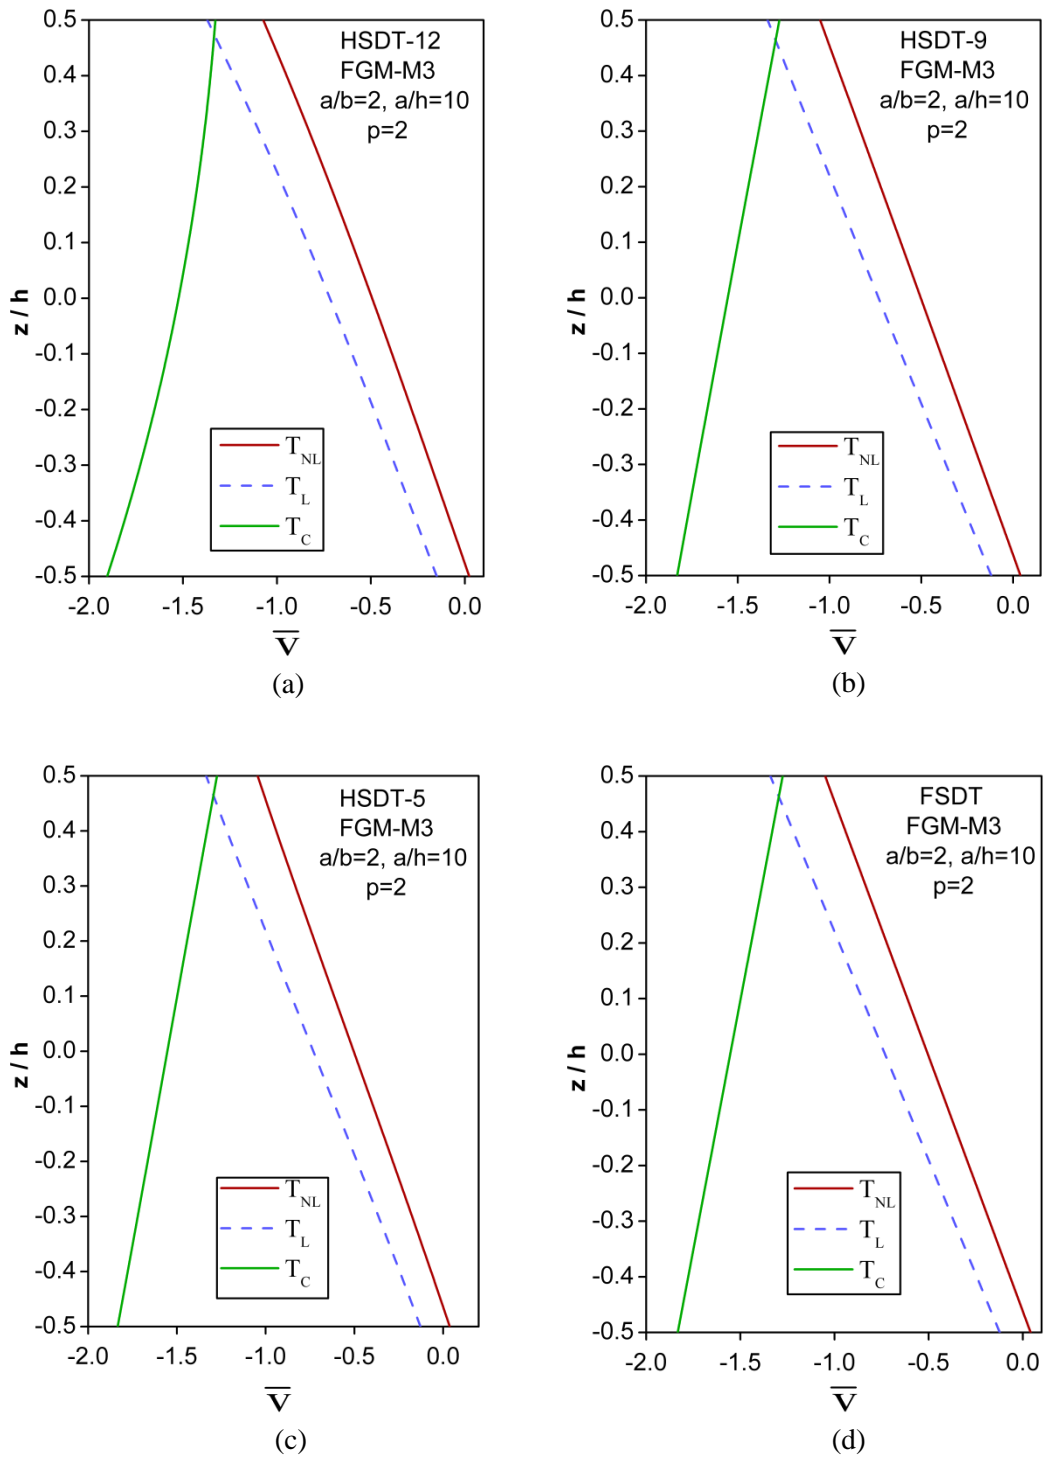 HSDT-12
FGM-M3
a/b=2, a/h=10
p=2
0.5
0.4
0.3
0.2
0.1
0.0
-0.1
-0.2
-0.3
-0.4
-0.5
z / h
T_NL
T_L
T_C
-2.0 -1.5 -1.0 -0.5 0.0
V̅
(a)
HSDT-9
FGM-M3
a/b=2, a/h=10
p=2
0.5
0.4
0.3
0.2
0.1
0.0
-0.1
-0.2
-0.3
-0.4
-0.5
z / h
T_NL
T_L
T_C
-2.0 -1.5 -1.0 -0.5 0.0
V̅
(b)
HSDT-5
FGM-M3
a/b=2, a/h=10
p=2
0.5
0.4
0.3
0.2
0.1
0.0
-0.1
-0.2
-0.3
-0.4
-0.5
z / h
T_NL
T_L
T_C
-2.0 -1.5 -1.0 -0.5 0.0
V̅
(c)
FSDT
FGM-M3
a/b=2, a/h=10
p=2
0.5
0.4
0.3
0.2
0.1
0.0
-0.1
-0.2
-0.3
-0.4
-0.5
z / h
T_NL
T_L
T_C
-2.0 -1.5 -1.0 -0.5 0.0
V̅
(d)